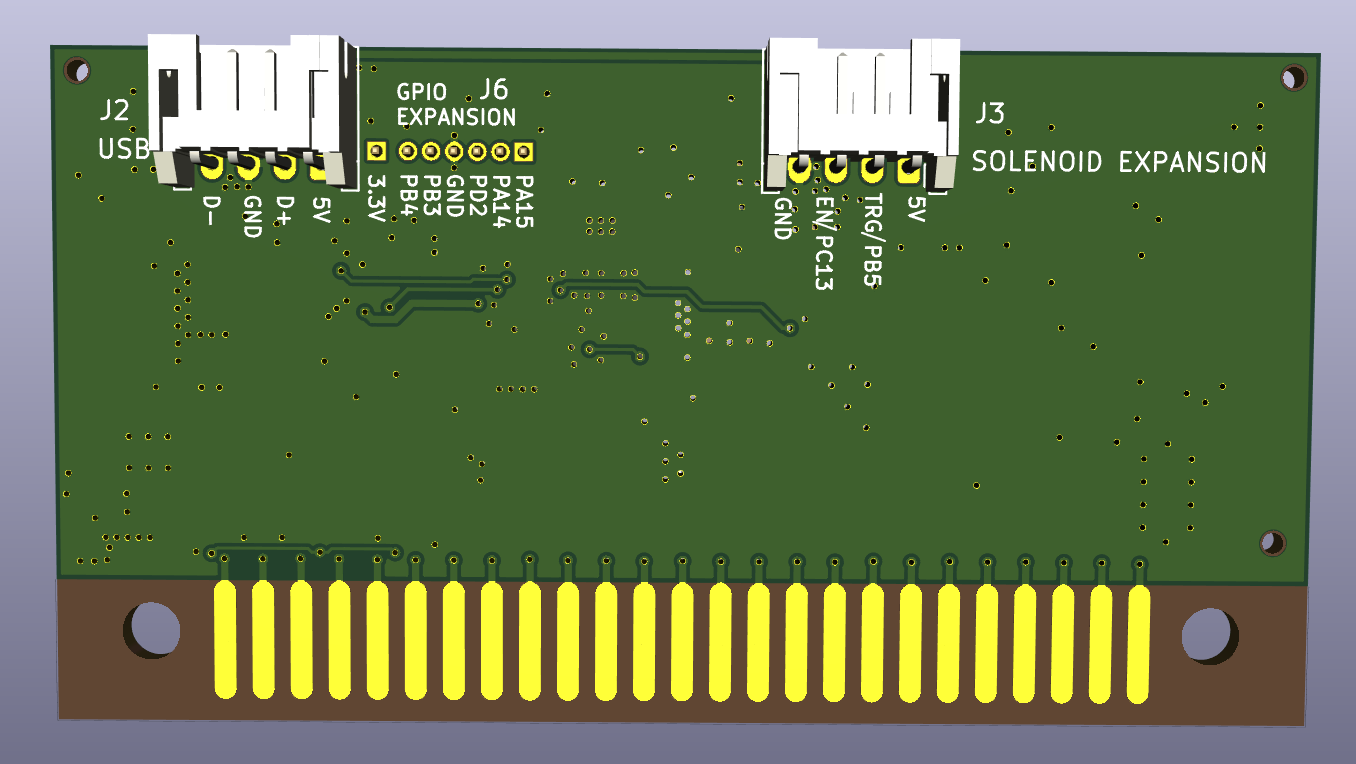 J2
USB
GPIO J6
EXPANSION
J3
SOLENOID EXPANSION
D-
GND
D+
5V
3.3V
PB4
PB3
GND
PD2
PA14
PA15
GND
EN/PC13
TRG/PB5
5V